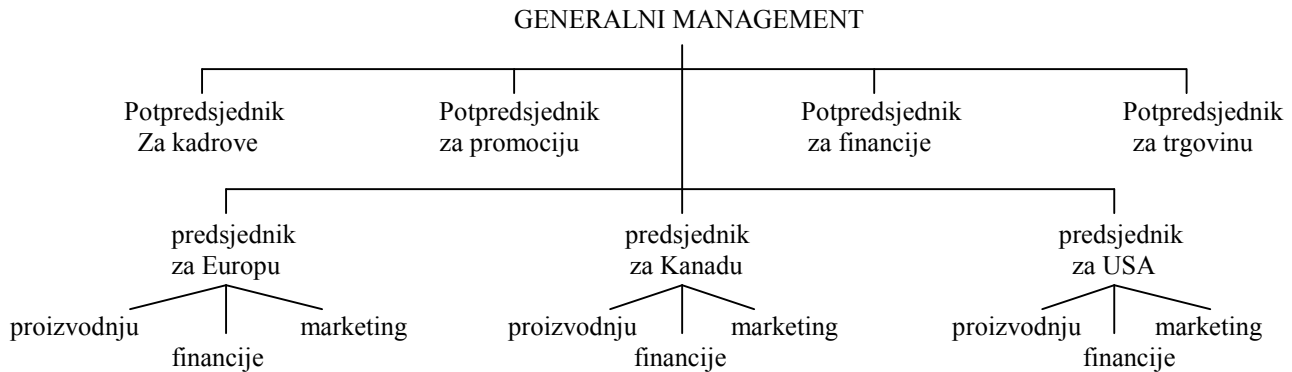 GENERALNI MANAGEMENT
Potpredsjednik
Za kadrove
Potpredsjednik
za promociju
Potpredsjednik
za financije
Potpredsjednik
za trgovinu
predsjednik
za Europu
predsjednik
za Kanadu
predsjednik
za USA
proizvodnju
financije
marketing
proizvodnju
financije
marketing
proizvodnju
financije
marketing